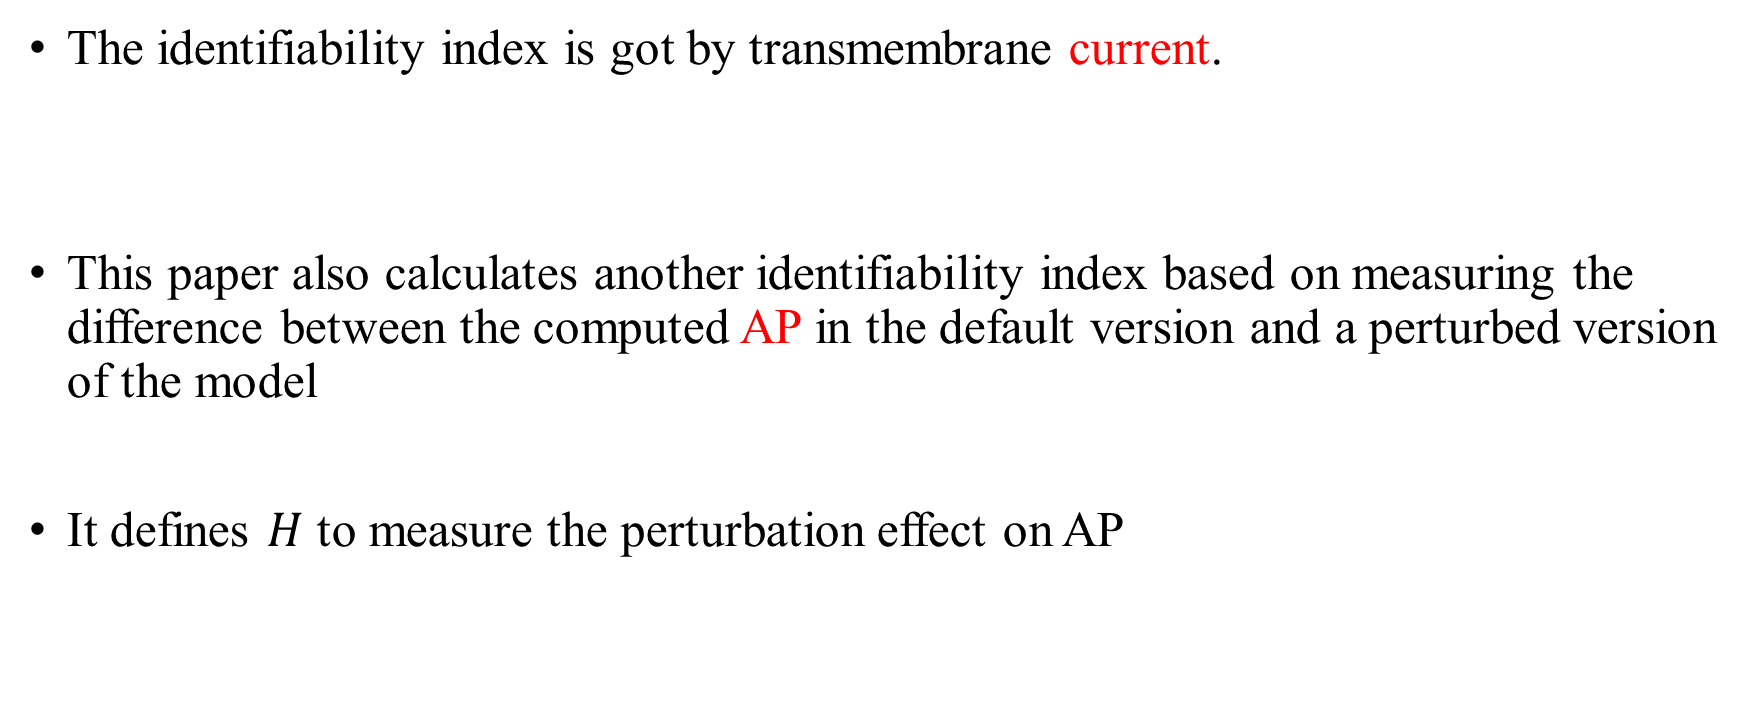 • The identifiability index is got by transmembrane current.
• This paper also calculates another identifiability index based on measuring the
difference between the computed AP in the default version and a perturbed version
of the model
• It defines H to measure the perturbation effect on AP